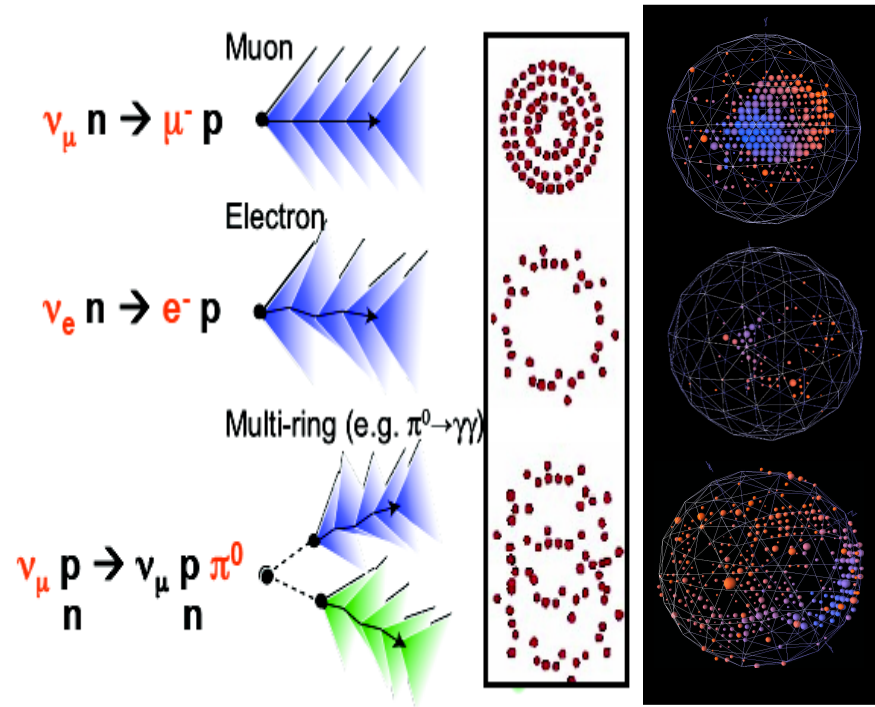 Muon
νμ n → μ⁻ p
Electron
νe n → e⁻ p
Multi-ring (e.g. π⁰→γγ)
νμ p → νμ p π⁰
n n